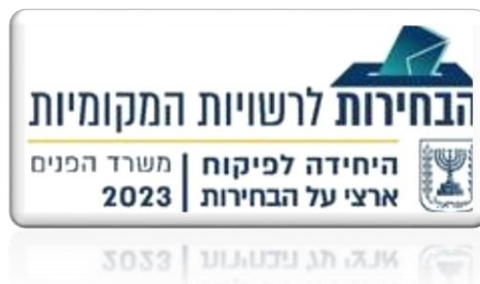 הבחירות לרשויות המקומיות
היחידה לפיקוח | משרד הפנים
ארצי על הבחירות | 2023